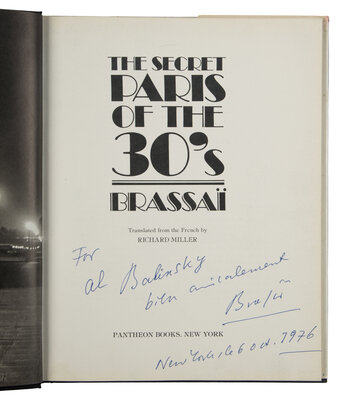 THE SECRET
PARIS
OF THE
30's
BRASSAÏ
Translated from the French by
RICHARD MILLER
For
al Balinsky
bien amicalement
Brassaï
PANTHEON BOOKS, NEW YORK
New York le 6 oct. 1976